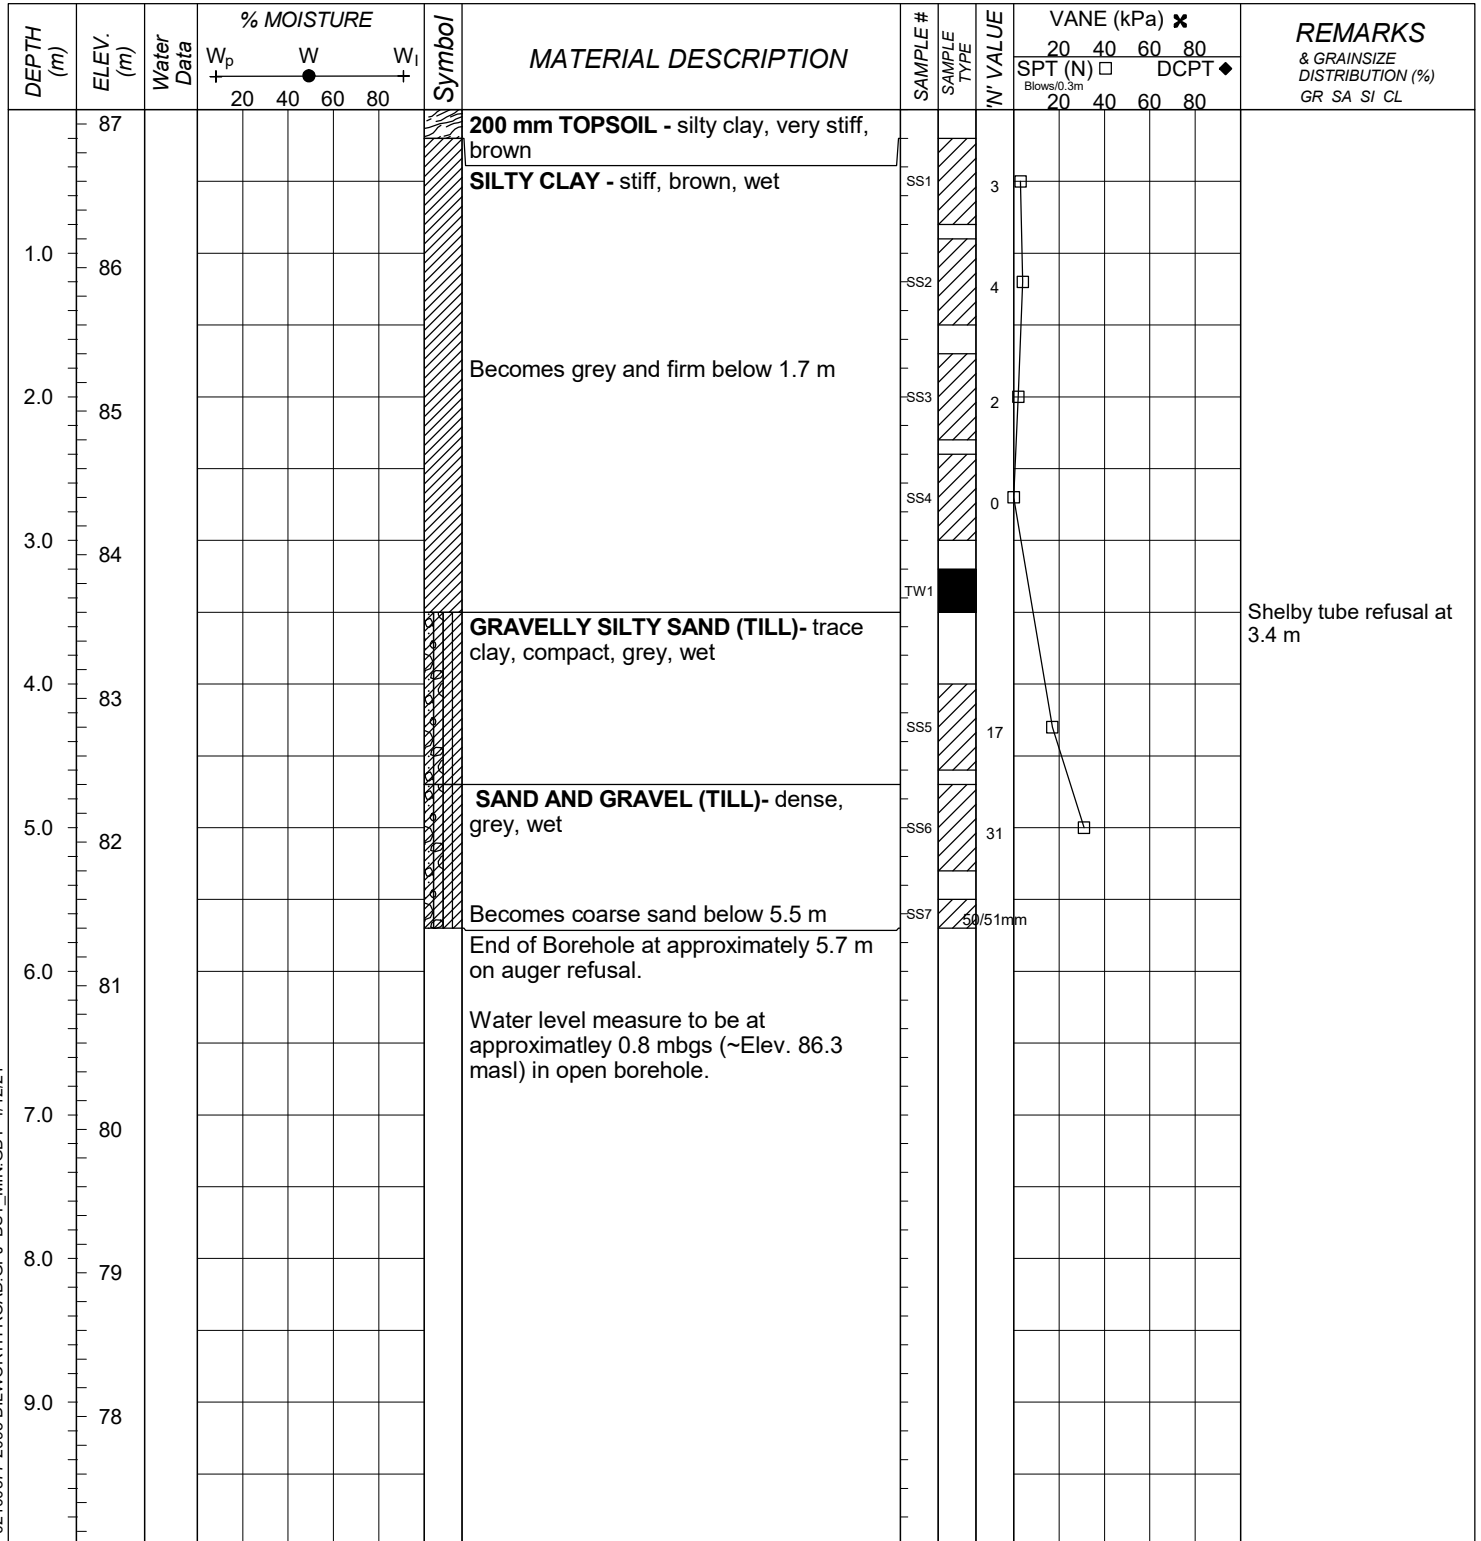 DEPTH (m)
ELEV. (m)
Water Data
% MOISTURE
Wp W Wl
20 40 60 80
Symbol
MATERIAL DESCRIPTION
SAMPLE #
SAMPLE TYPE
'N' VALUE
VANE (kPa) ✖
20 40 60 80
SPT (N) □ DCPT ◆
Blows/0.3m
20 40 60 80
REMARKS
& GRAINSIZE
DISTRIBUTION (%)
GR SA SI CL
87
200 mm TOPSOIL - silty clay, very stiff,
brown
SILTY CLAY - stiff, brown, wet
SS1 3
1.0
86
SS2 4
Becomes grey and firm below 1.7 m
2.0
85
SS3 2
SS4 0
3.0
84
TW1
Shelby tube refusal at
3.4 m
GRAVELLY SILTY SAND (TILL)- trace
clay, compact, grey, wet
4.0
83
SS5 17
SAND AND GRAVEL (TILL)- dense,
grey, wet
5.0
82
SS6 31
Becomes coarse sand below 5.5 m
SS7 50/51mm
End of Borehole at approximately 5.7 m
on auger refusal.
6.0
81
Water level measure to be at
approximatley 0.8 mbgs (~Elev. 86.3
masl) in open borehole.
7.0
80
8.0
79
9.0
78